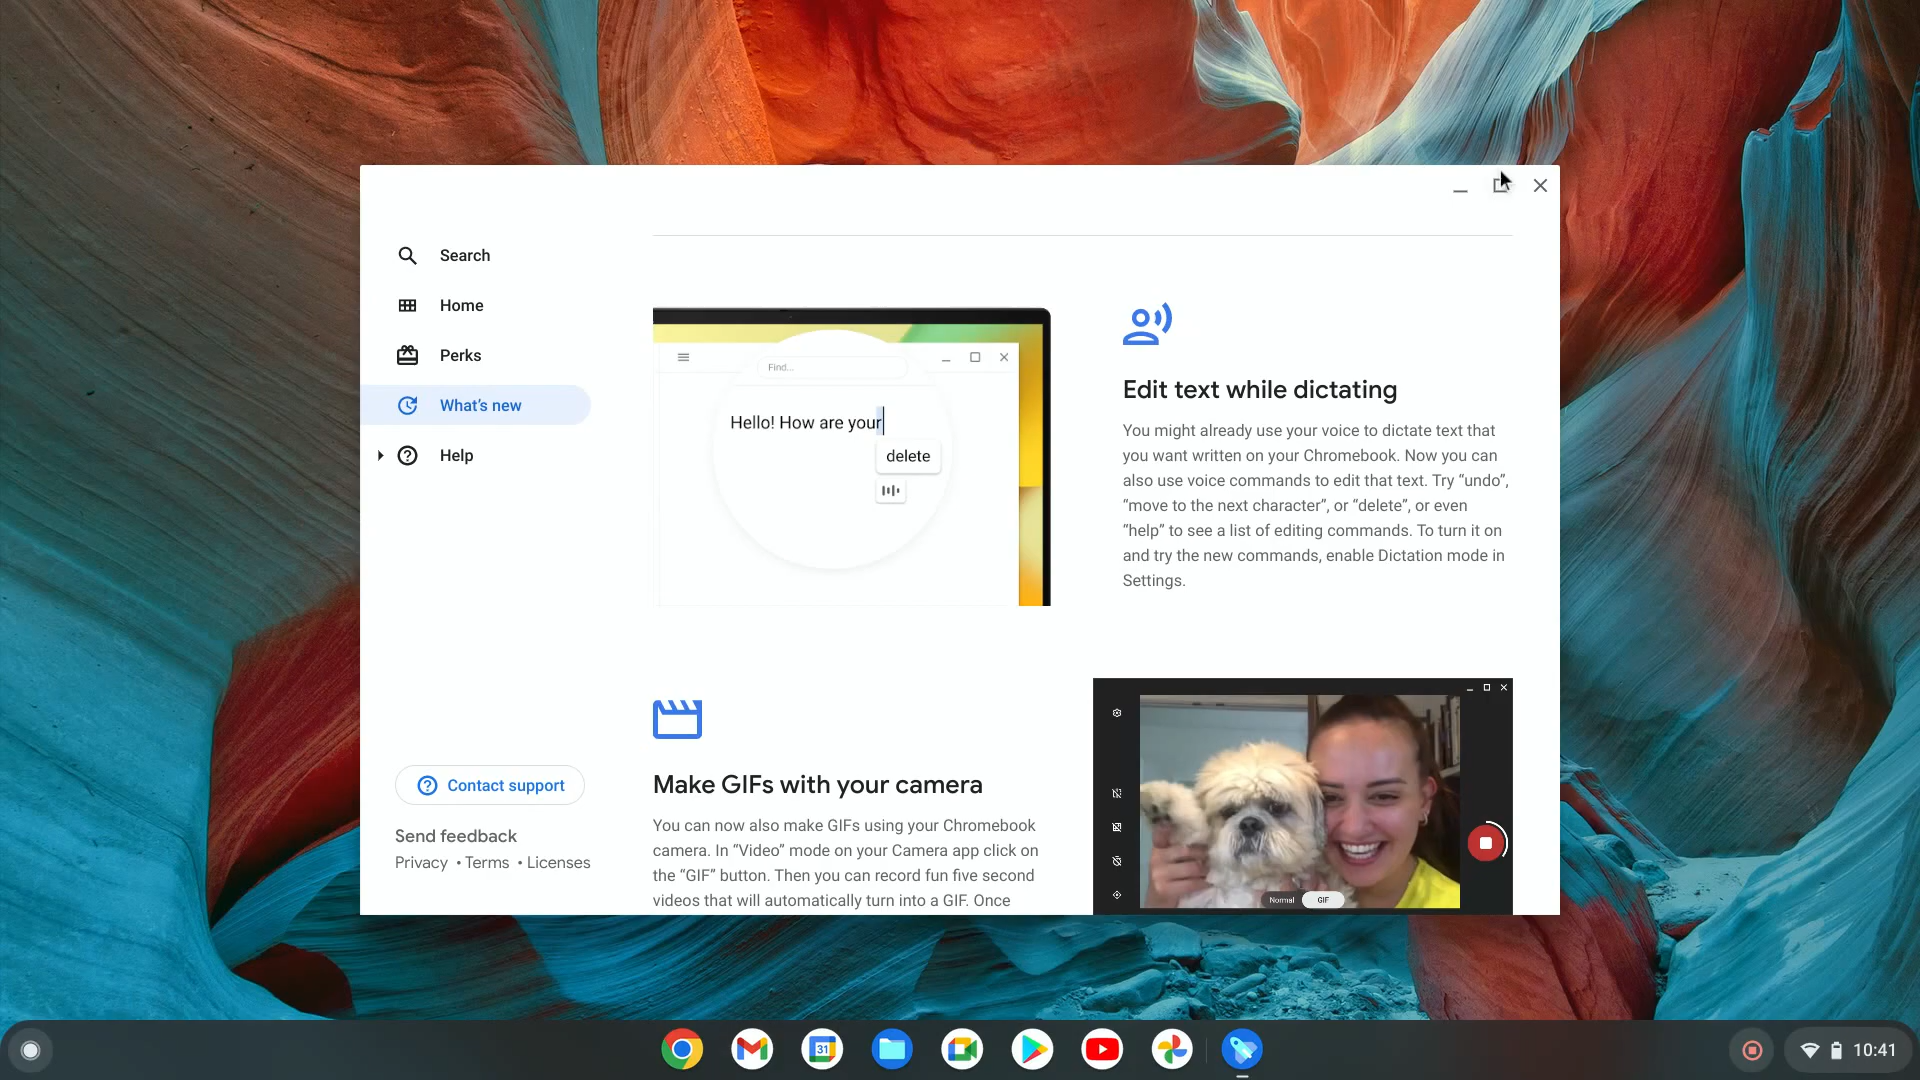 Search
Home
Perks
What's new
Help
Contact support
Send feedback
Privacy • Terms • Licenses
Find...
Hello! How are your
delete
Edit text while dictating
You might already use your voice to dictate text that
you want written on your Chromebook. Now you can
also use voice commands to edit that text. Try “undo”,
“move to the next character”, or “delete”, or even
“help” to see a list of editing commands. To turn it on
and try the new commands, enable Dictation mode in
Settings.
Make GIFs with your camera
You can now also make GIFs using your Chromebook
camera. In “Video” mode on your Camera app click on
the “GIF” button. Then you can record fun five second
videos that will automatically turn into a GIF. Once
Normal
GIF
31
10:41